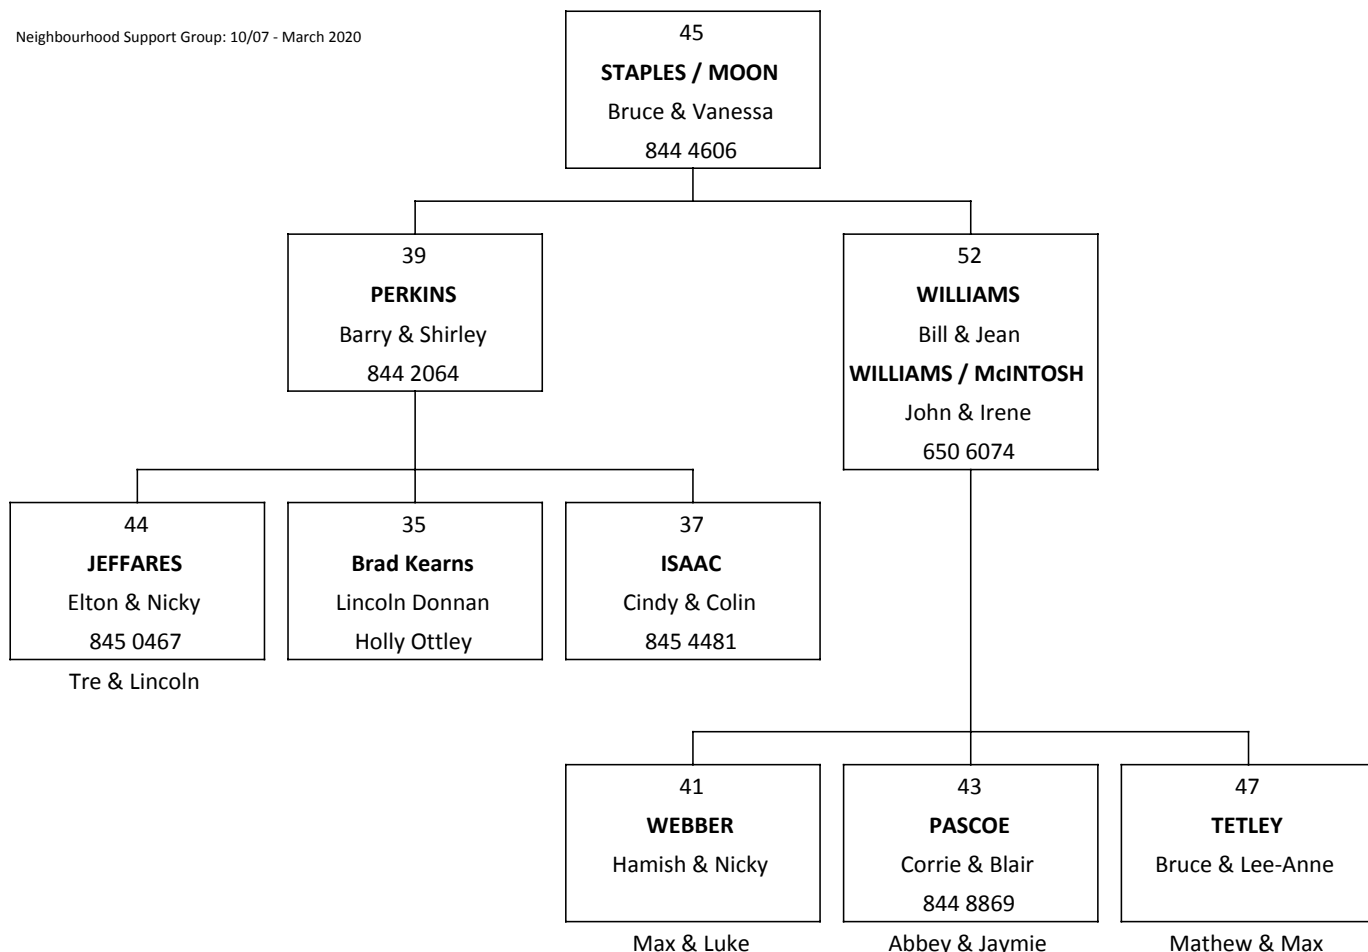 Neighbourhood Support Group: 10/07 - March 2020
45
STAPLES / MOON
Bruce & Vanessa
844 4606
39
PERKINS
Barry & Shirley
844 2064
52
WILLIAMS
Bill & Jean
WILLIAMS / McINTOSH
John & Irene
650 6074
44
JEFFARES
Elton & Nicky
845 0467
Tre & Lincoln
35
Brad Kearns
Lincoln Donnan
Holly Ottley
37
ISAAC
Cindy & Colin
845 4481
41
WEBBER
Hamish & Nicky
Max & Luke
43
PASCOE
Corrie & Blair
844 8869
Abbey & Jaymie
47
TETLEY
Bruce & Lee-Anne
Mathew & Max